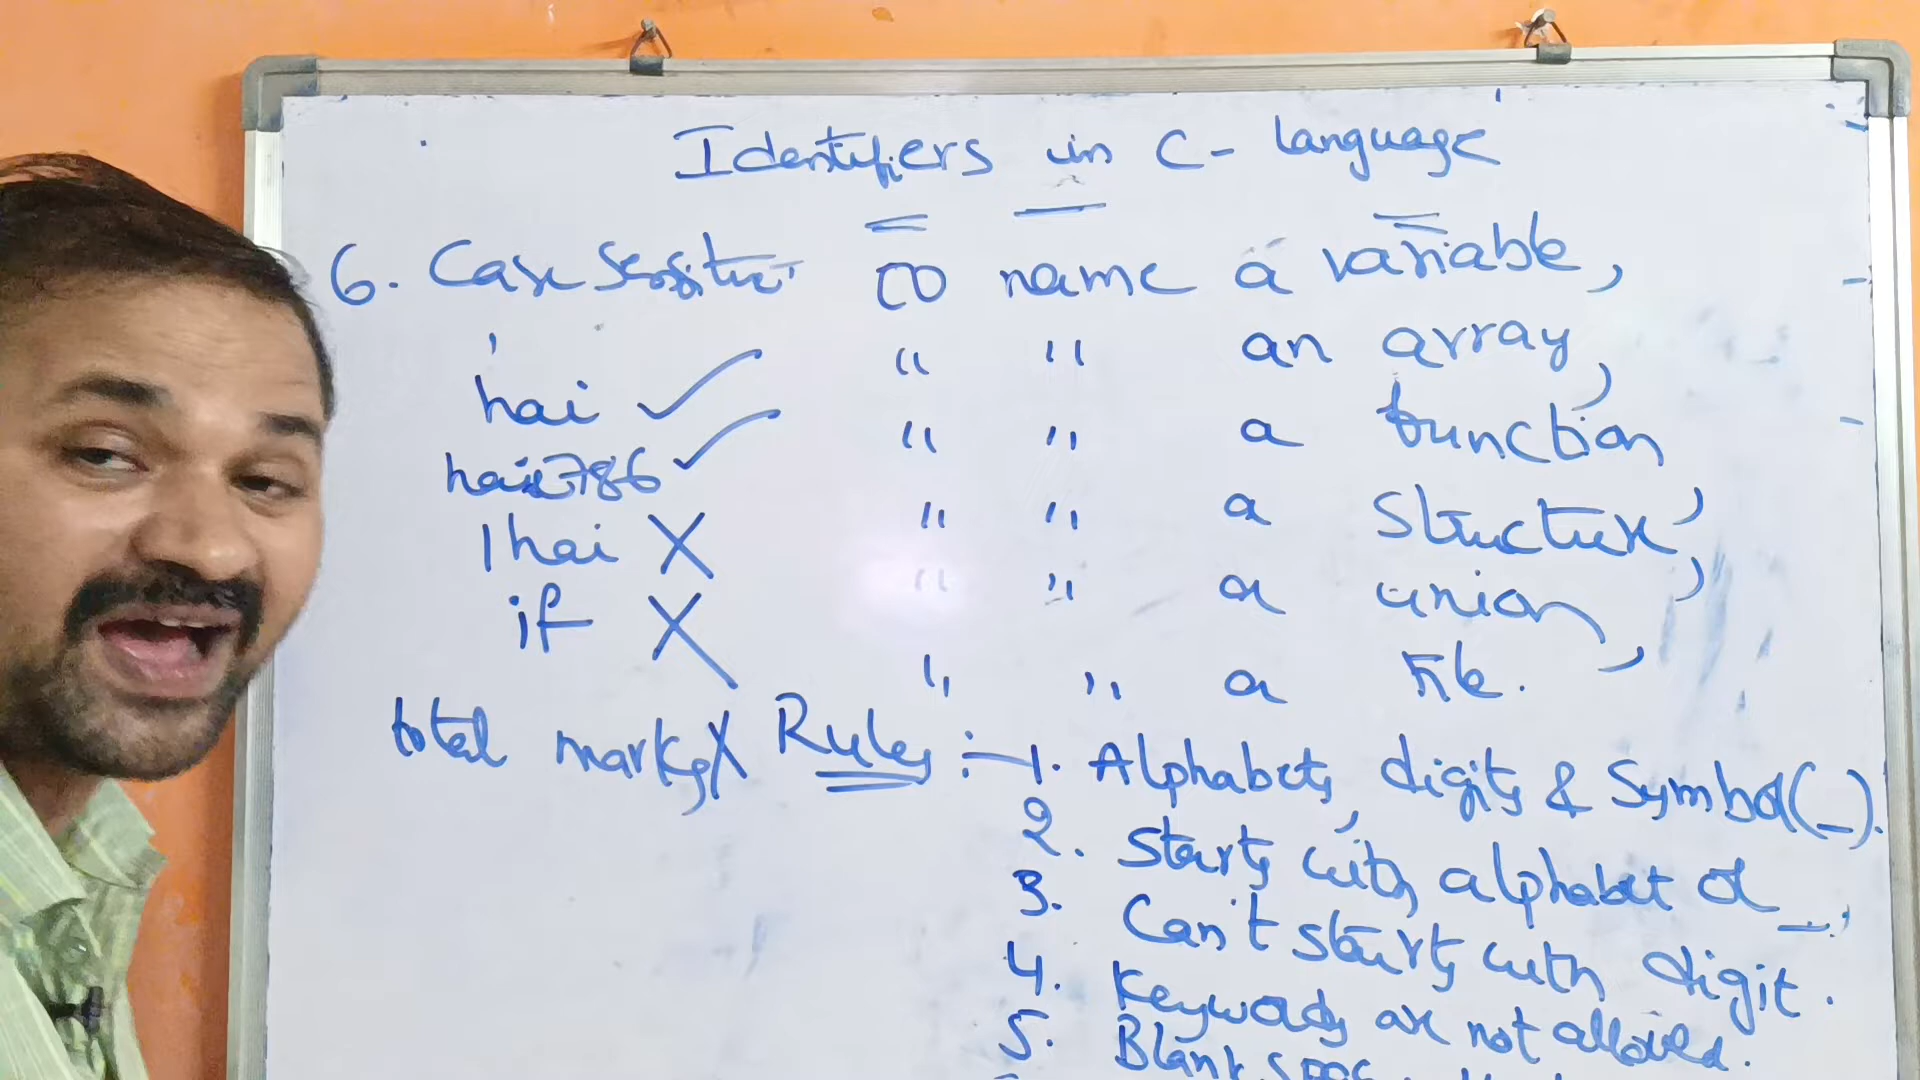 Identifiers in C- language
6. Case sensitive to name a variable,
hai ✓ " " an array,
hai786 ✓ " " a function
1hai X " " a structure,
if X " " a union,
" " a file.
total marks X Rules :- 1. Alphabets, digits & Symbol(_).
2. Starts with alphabet or _.
3. Can't starts with digit.
4. Keywords are not allowed.
5. Blank